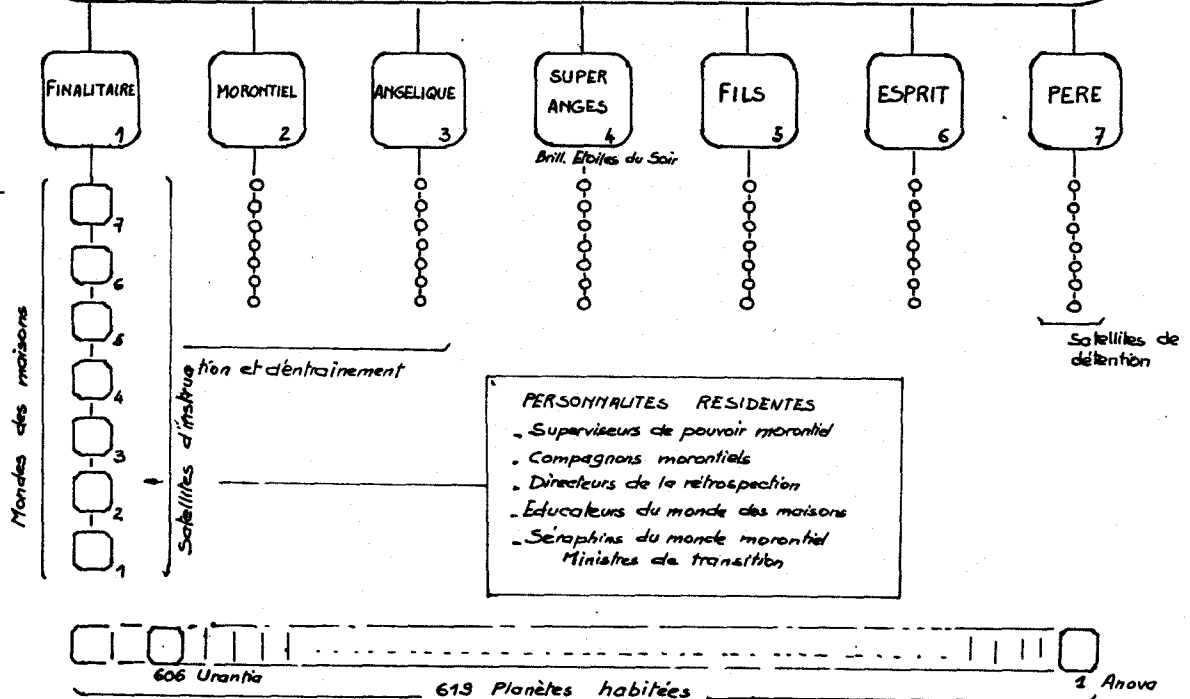 FINALITAIRE
1
MORONTIEL
2
ANGELIQUE
3
SUPER
ANGES
4
Brill. Etoiles du Soir
FILS
5
ESPRIT
6
PERE
7
7
6
5
4
3
2
1
Mondes des maisons
Satellites d'instruction et d'entrainement
Satellites de
détention
PERSONNALITES RESIDENTES
- Superviseurs de pouvoir morontiel
. Compagnons morontiels
. Directeurs de la rétrospection
- Educateurs du monde des maisons
- Séraphins du monde morontiel
Ministres de transition
606 Urantia
1 Anova
619 Planètes habitées